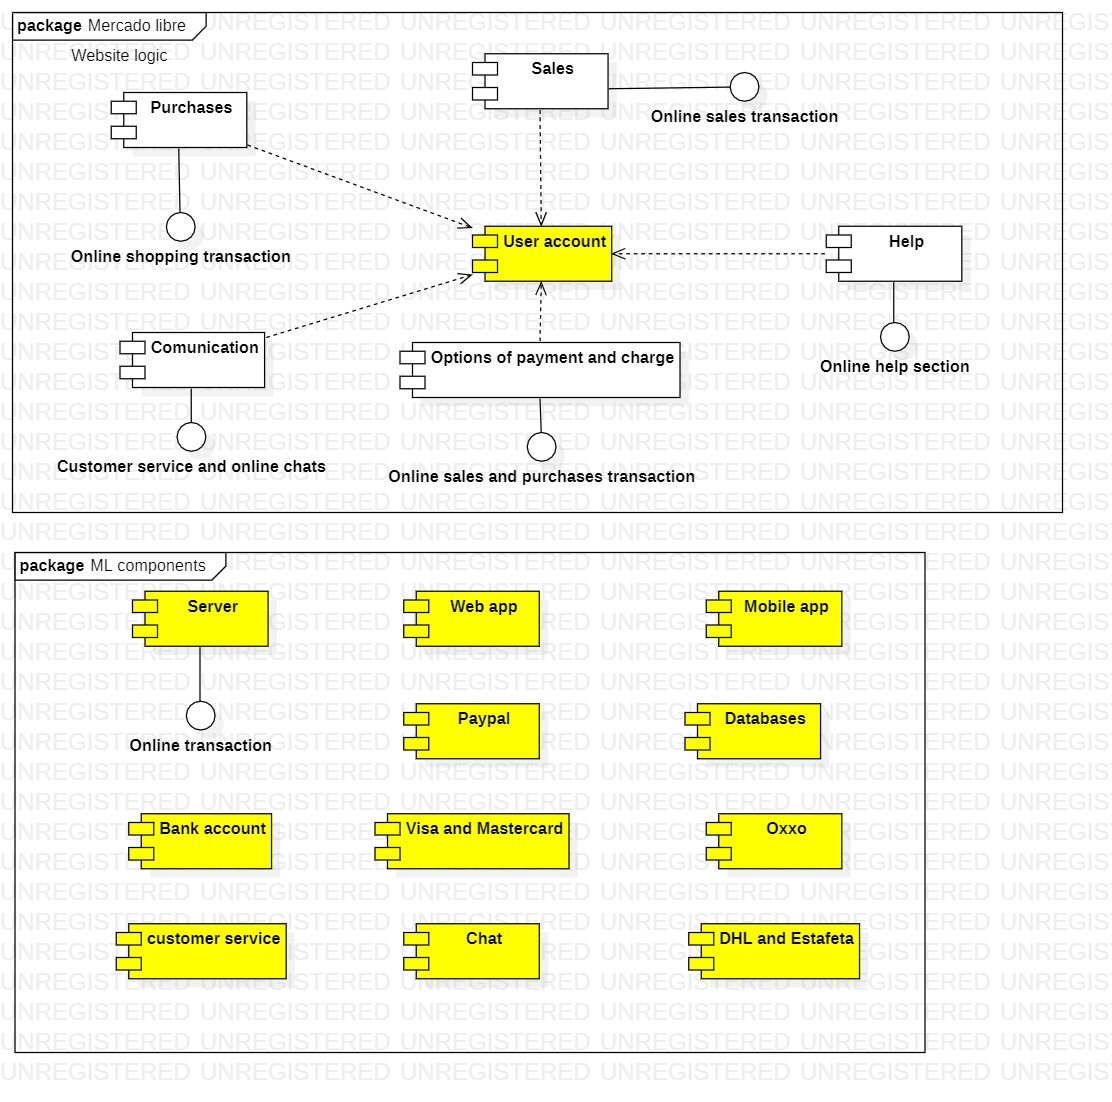 package Mercado libre
Website logic
Sales
Purchases
Online sales transaction
User account
Help
Online shopping transaction
Comunication
Options of payment and charge
Online help section
Customer service and online chats
Online sales and purchases transaction
package ML components
Server
Web app
Mobile app
Paypal
Databases
Online transaction
Bank account
Visa and Mastercard
Oxxo
customer service
Chat
DHL and Estafeta
UNREGISTERED